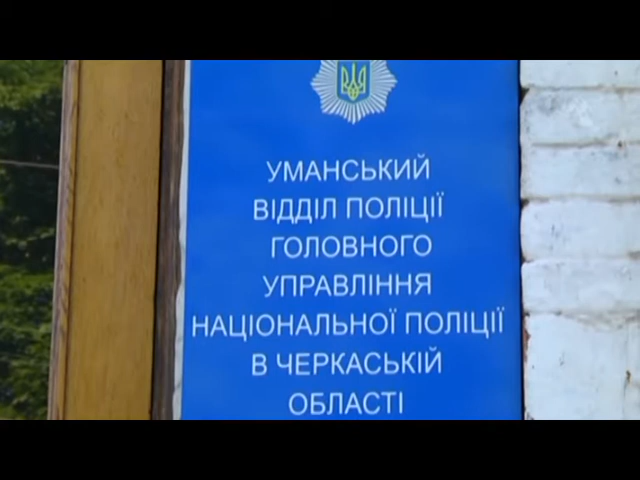 УМАНСЬКИЙ
ВІДДІЛ ПОЛІЦІЇ
ГОЛОВНОГО
УПРАВЛІННЯ
НАЦІОНАЛЬНОЇ ПОЛІЦІЇ
В ЧЕРКАСЬКІЙ
ОБЛАСТІ